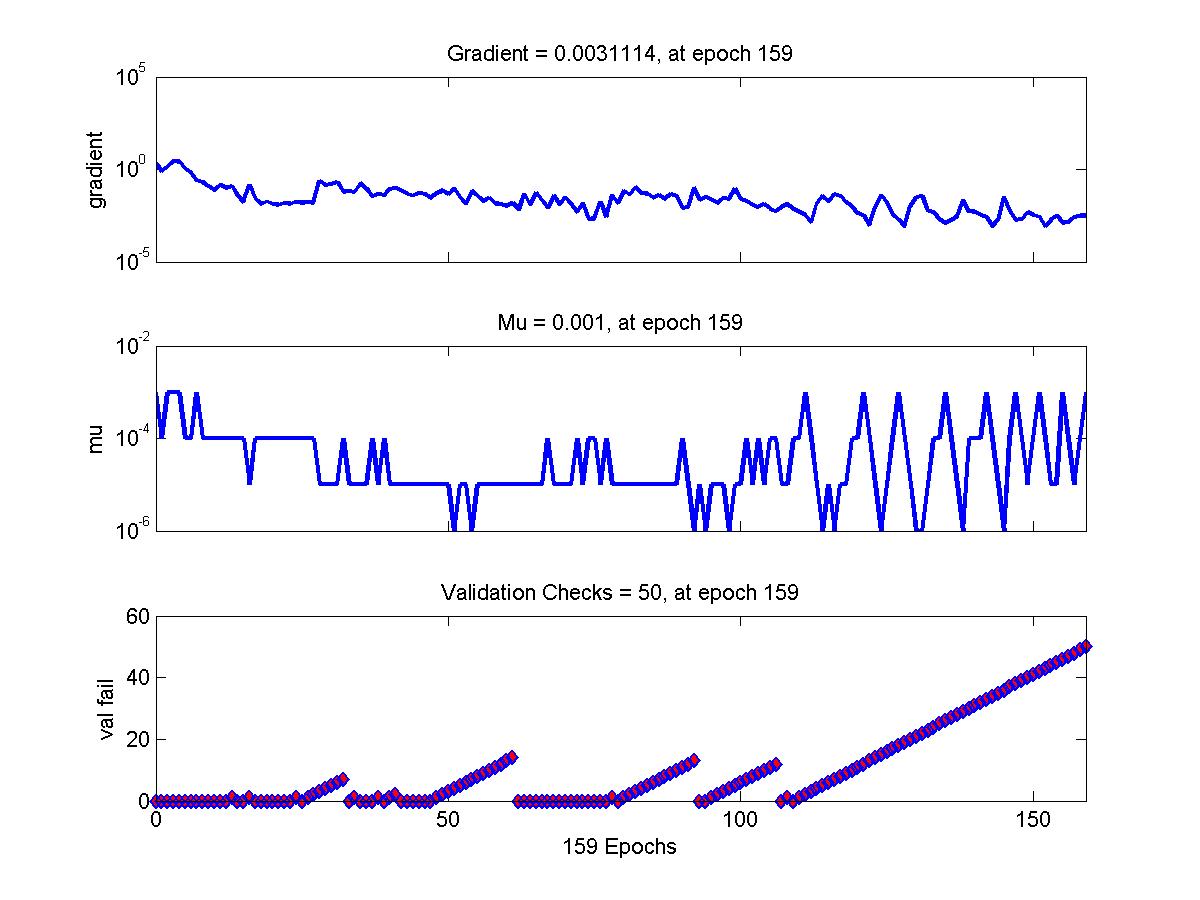 Gradient = 0.0031114, at epoch 159
10^5
10^0
10^-5
gradient
Mu = 0.001, at epoch 159
10^-2
10^-4
10^-6
mu
Validation Checks = 50, at epoch 159
60
40
20
0
val fail
0 50 100 150
159 Epochs